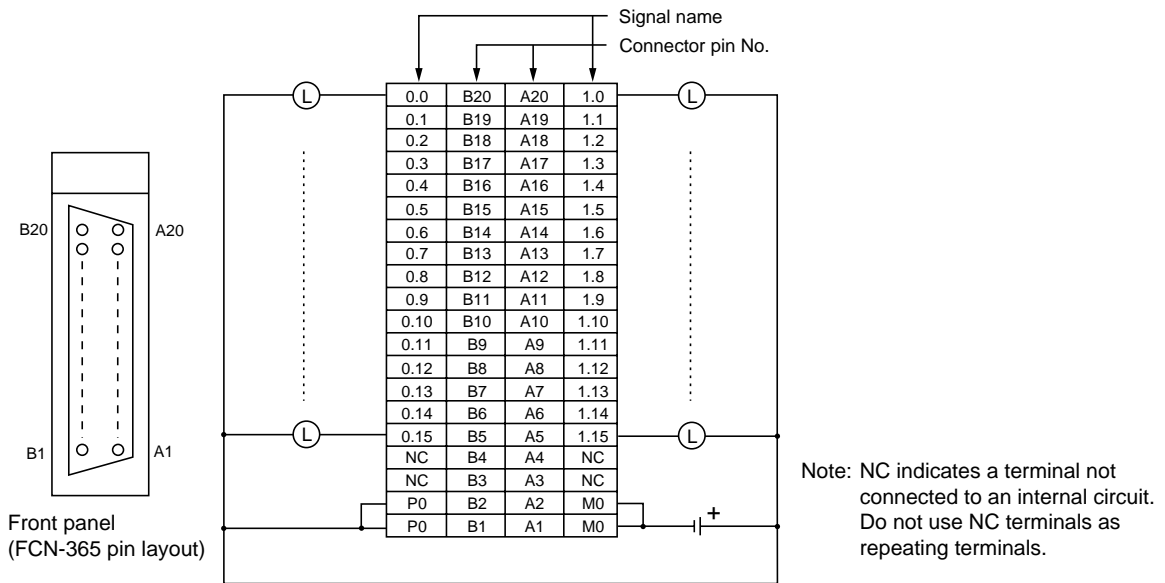 Signal name
Connector pin No.
L
L
0.0 B20 A20 1.0
0.1 B19 A19 1.1
0.2 B18 A18 1.2
0.3 B17 A17 1.3
0.4 B16 A16 1.4
0.5 B15 A15 1.5
0.6 B14 A14 1.6
0.7 B13 A13 1.7
0.8 B12 A12 1.8
0.9 B11 A11 1.9
0.10 B10 A10 1.10
0.11 B9 A9 1.11
0.12 B8 A8 1.12
0.13 B7 A7 1.13
0.14 B6 A6 1.14
0.15 B5 A5 1.15
NC B4 A4 NC
NC B3 A3 NC
P0 B2 A2 M0
P0 B1 A1 M0
L
L
+
B20
A20
B1
A1
Front panel
(FCN-365 pin layout)
Note: NC indicates a terminal not
connected to an internal circuit.
Do not use NC terminals as
repeating terminals.